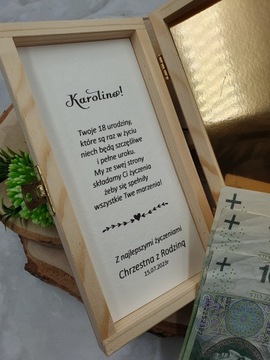 Karolino!
Twoje 18 urodziny,
które są raz w życiu
niech będą szczęśliwe
i pełne uroku.
My ze swej strony
składamy Ci życzenia
żeby się spełniły
wszystkie Twe marzenia!
Z najlepszymi życzeniami
Chrzestna z Rodziną
15.07.2023r